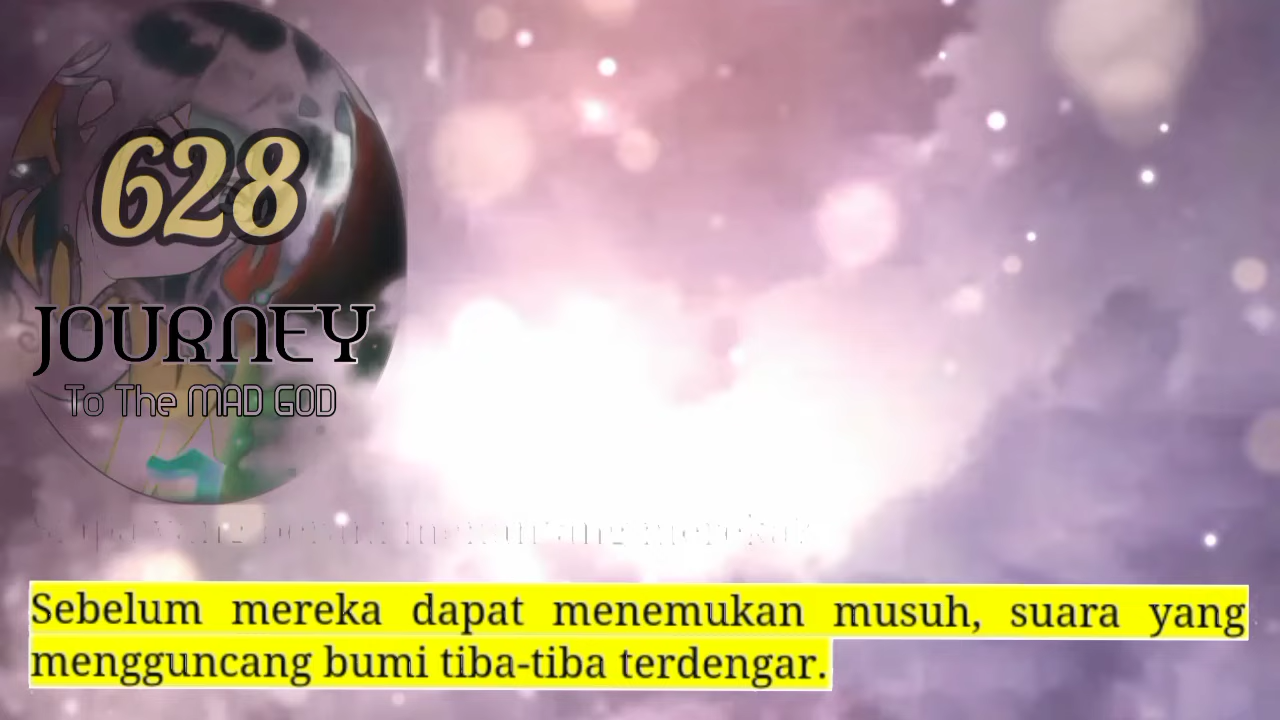 628
JOURNEY
To The MAD GOD
Sebelum mereka dapat menemukan musuh, suara yang
mengguncang bumi tiba-tiba terdengar.